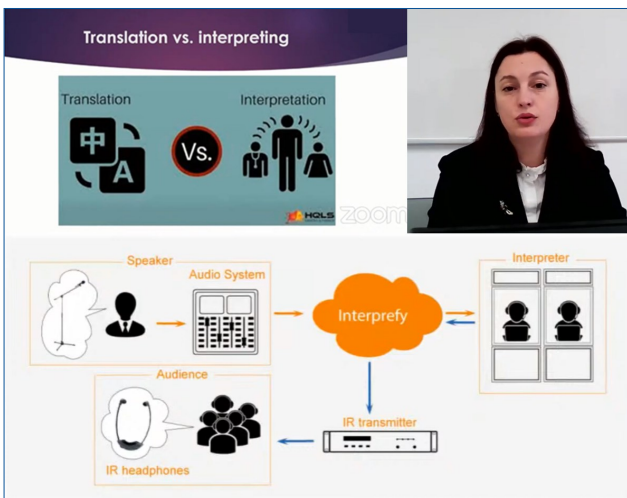 Translation vs. interpreting
Translation
Interpretation
中
A
Vs.
HQLS
zoom
Speaker
Audio System
Interpreter
Interprefy
Audience
IR transmitter
IR headphones